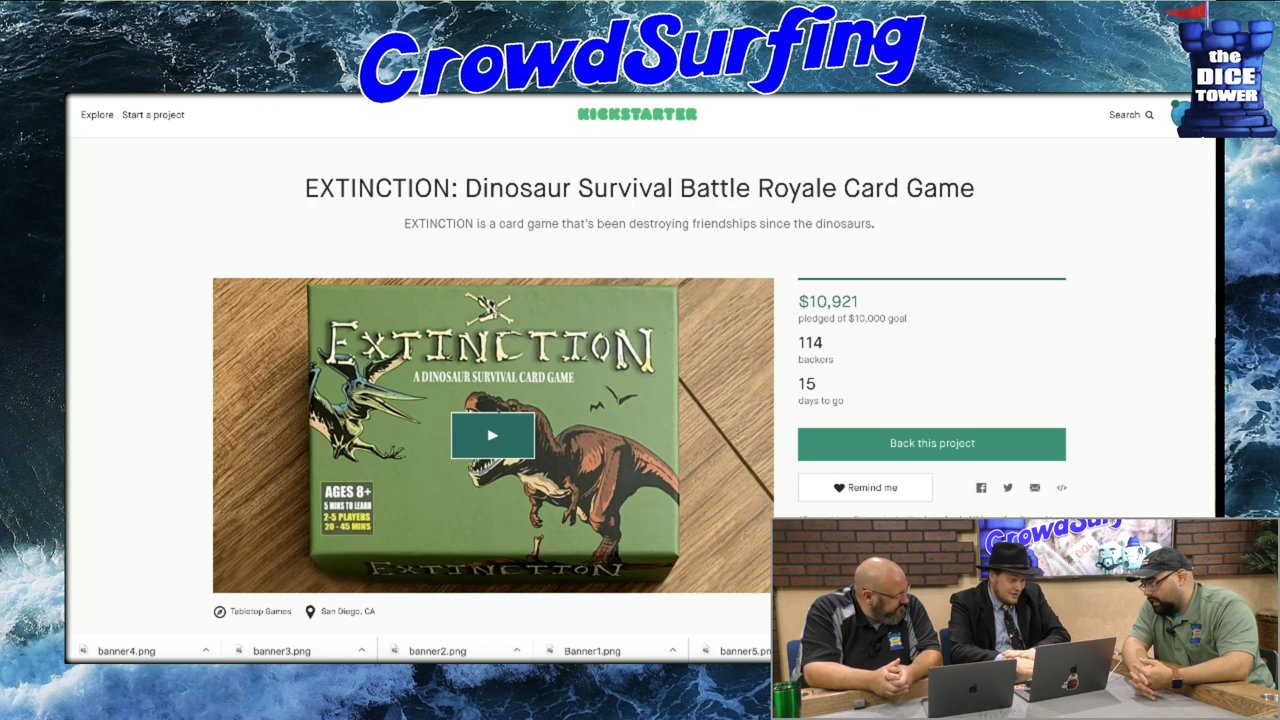 CrowdSurfing
the
DICE
TOWER
Explore Start a project
KICKSTARTER
Search
EXTINCTION: Dinosaur Survival Battle Royale Card Game
EXTINCTION is a card game that's been destroying friendships since the dinosaurs.
EXTINCTION
A DINOSAUR SURVIVAL CARD GAME
AGES 8+
5 MINS TO LEARN
2-5 PLAYERS
20 - 45 MINS
EXTINCTION
$10,921
pledged of $10,000 goal
114
backers
15
days to go
Back this project
Remind me
Tabletop Games San Diego, CA
banner4.png banner3.png banner2.png Banner1.png
CrowdSurfing